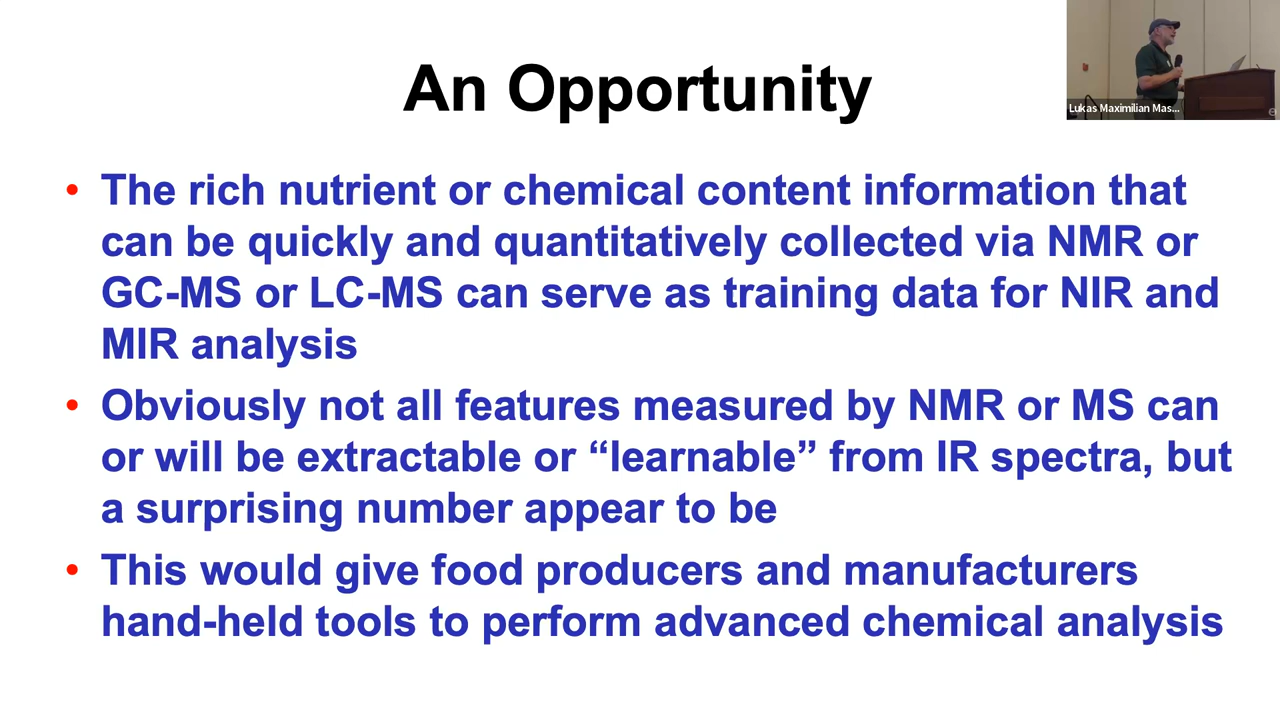 An Opportunity
Lukas Maximilian Mas...
• The rich nutrient or chemical content information that
can be quickly and quantitatively collected via NMR or
GC-MS or LC-MS can serve as training data for NIR and
MIR analysis
• Obviously not all features measured by NMR or MS can
or will be extractable or “learnable” from IR spectra, but
a surprising number appear to be
• This would give food producers and manufacturers
hand-held tools to perform advanced chemical analysis